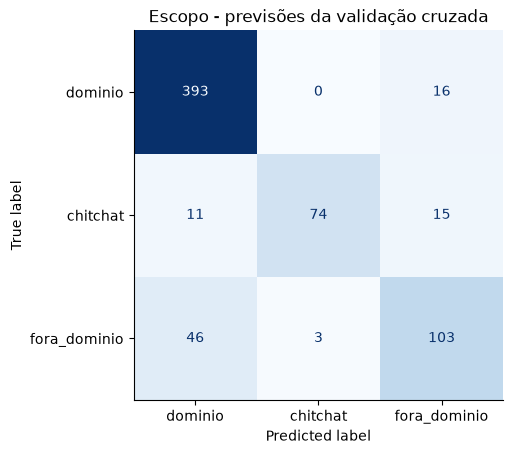 Escopo - previsões da validação cruzada
True label
dominio 393 0 16
chitchat 11 74 15
fora_dominio 46 3 103
dominio chitchat fora_dominio
Predicted label